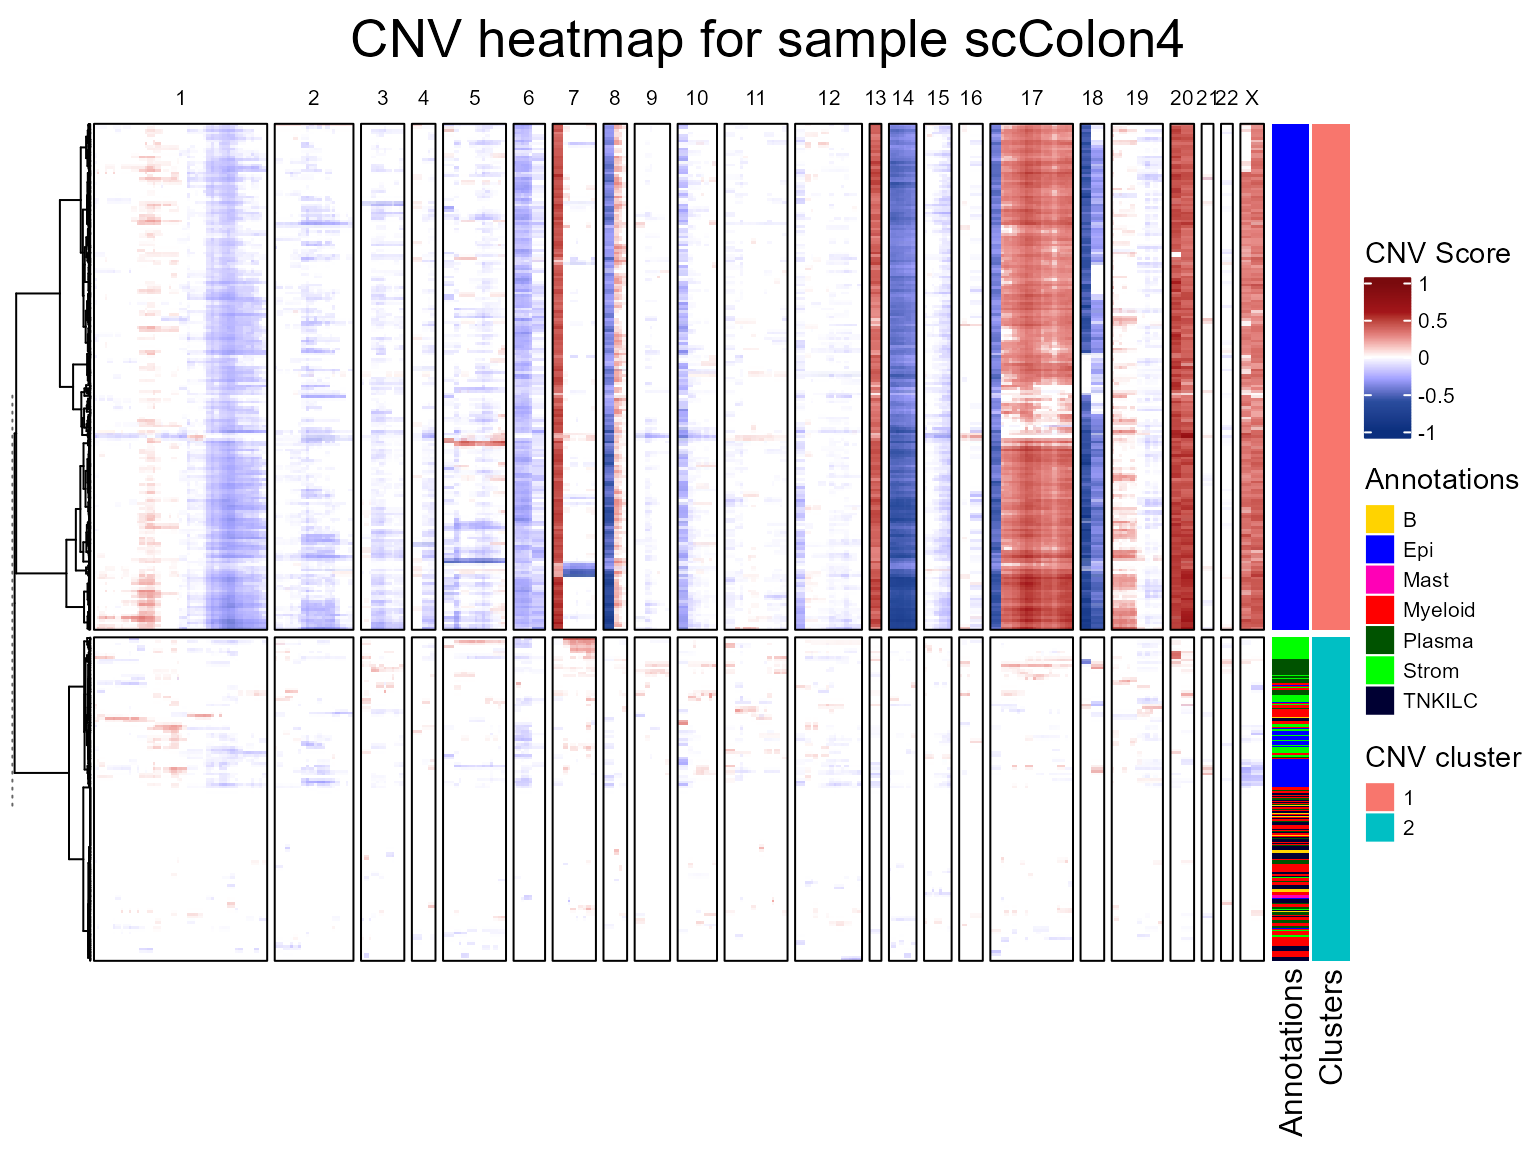 CNV heatmap for sample scColon4
1 2 3 4 5 6 7 8 9 10 11 12 13 14 15 16 17 18 19 20 21 22 X
CNV Score
1
0.5
0
-0.5
-1
Annotations
B
Epi
Mast
Myeloid
Plasma
Strom
TNKILC
CNV cluster
1
2
Annotations
Clusters